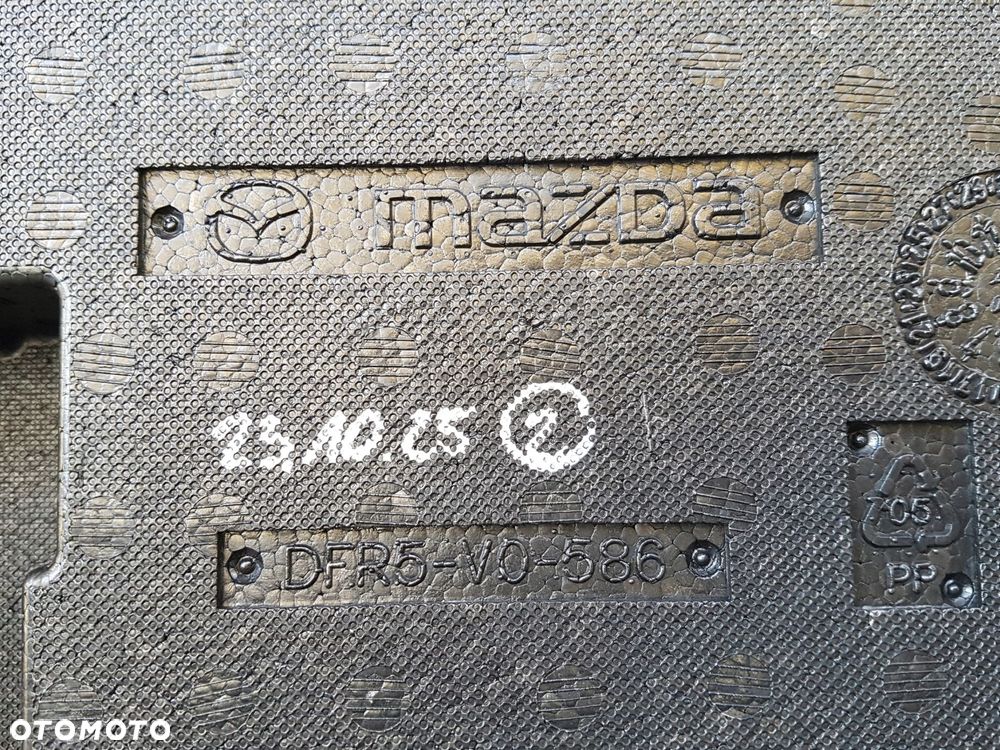 mazda
23.10.25 2
DFR5-V0-586
05
PP
OTOMOTO